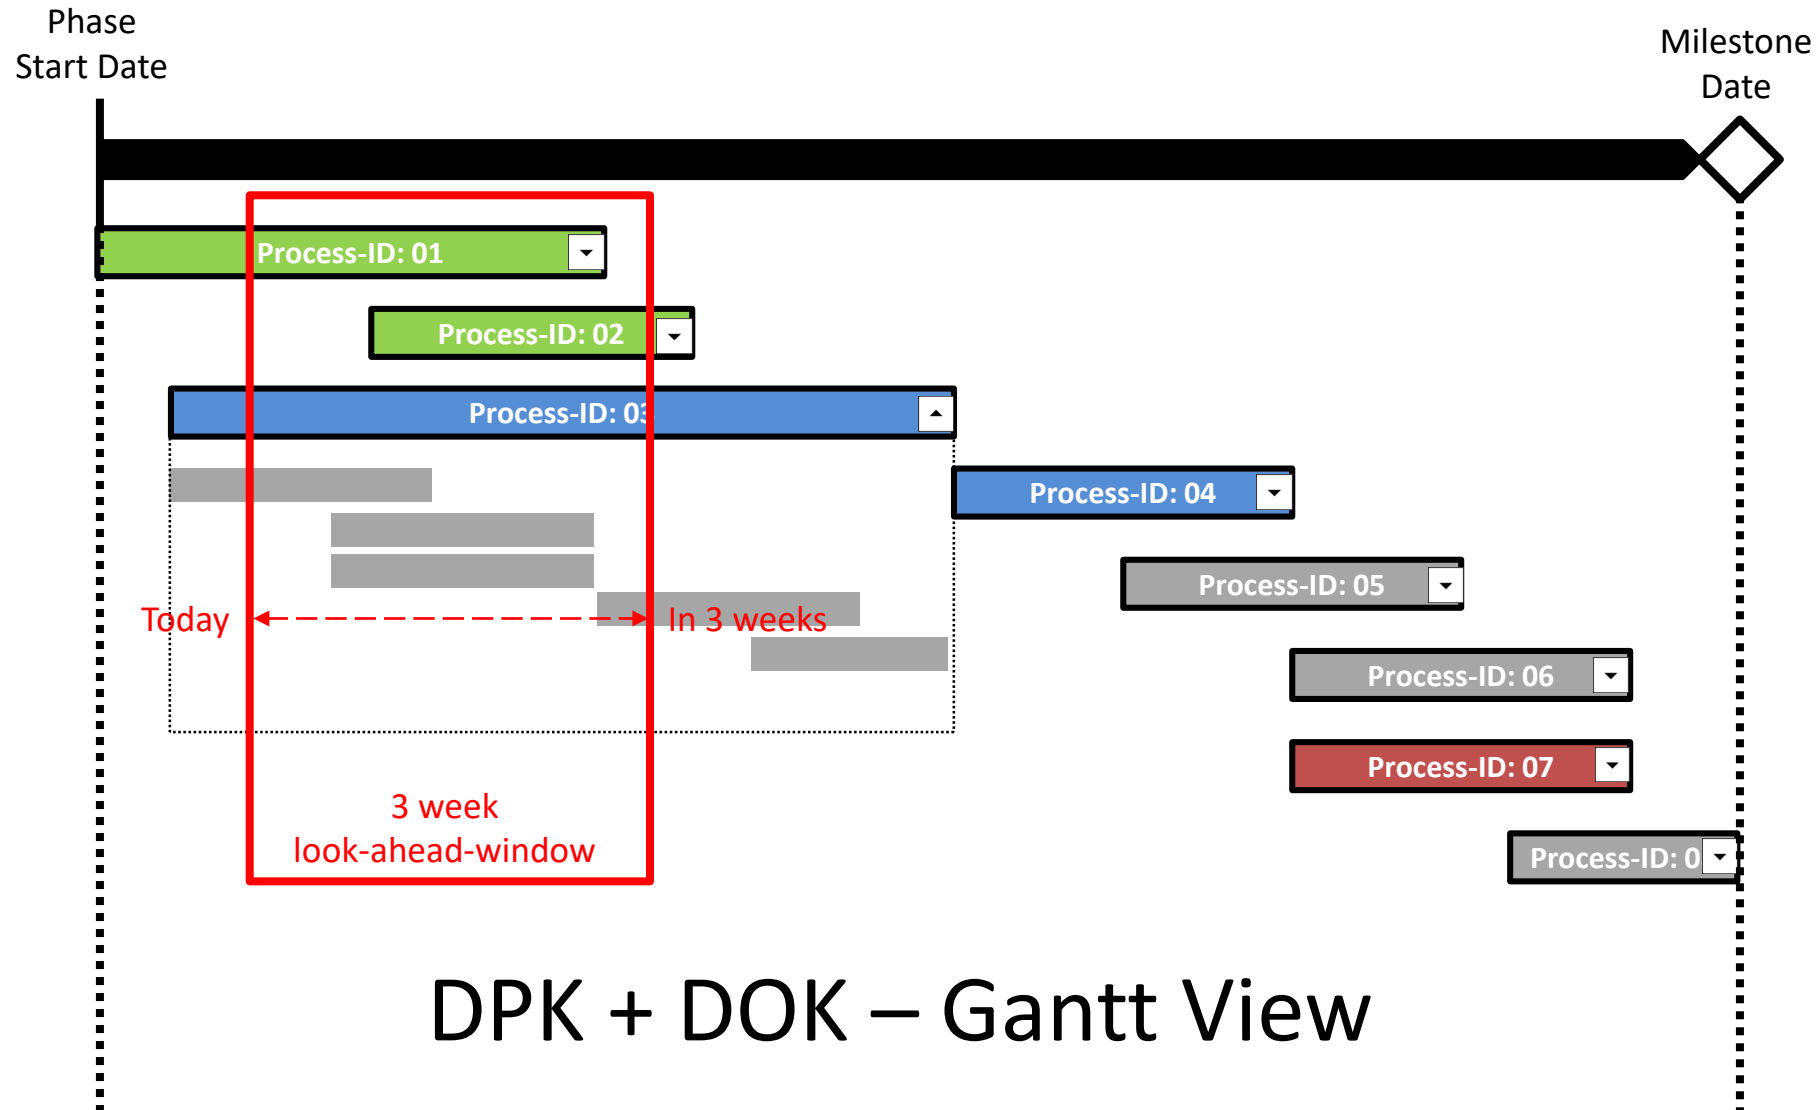 Phase
Start Date
Milestone
Date
Process-ID: 01
Process-ID: 02
Process-ID: 03
Process-ID: 04
Process-ID: 05
Today
In 3 weeks
Process-ID: 06
Process-ID: 07
3 week
look-ahead-window
Process-ID: 0
DPK + DOK – Gantt View